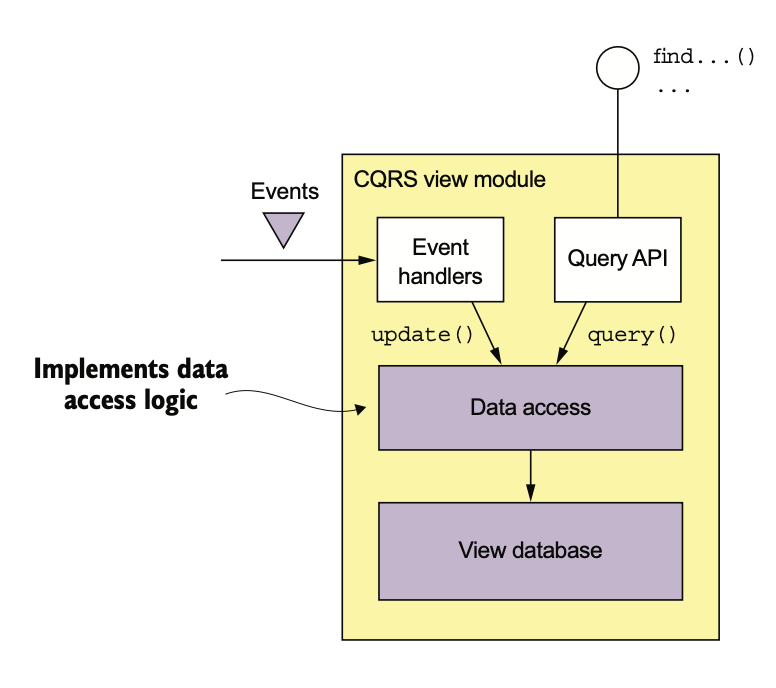 find...()
...
CQRS view module
Events
Event
handlers
Query API
update()
query()
Implements data
access logic
Data access
View database